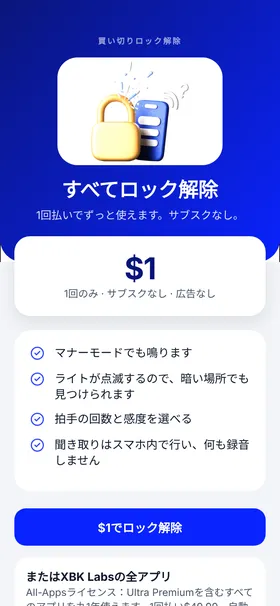 買い切りロック解除
すべてロック解除
1回払いでずっと使えます。サブスクなし。
$1
1回のみ · サブスクなし · 広告なし
マナーモードでも鳴ります
ライトが点滅するので、暗い場所でも
見つけられます
拍手の回数と感度を選べる
聞き取りはスマホ内で行い、何も録音
しません
$1でロック解除
またはXBK Labsの全アプリ
All-Appsライセンス：Ultra Premiumを含むすべて